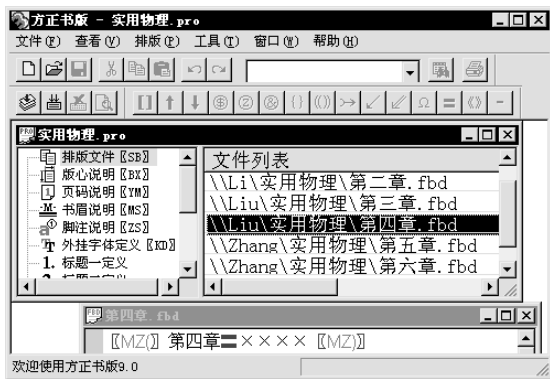 方正书版 - 实用物理.pro
文件(F) 查看(V) 排版(P) 工具(T) 窗口(W) 帮助(H)
实用物理.pro
排版文件〖SB〗
版心说明〖BX〗
页码说明〖YM〗
书眉说明〖MS〗
脚注说明〖ZS〗
外挂字体定义〖KD〗
1. 标题一定义
文件列表
\\Li\实用物理\第二章.fbd
\\Liu\实用物理\第三章.fbd
\\Liu\实用物理\第四章.fbd
\\Zhang\实用物理\第五章.fbd
\\Zhang\实用物理\第六章.fbd
第四章.fbd
〖MZ(〗第四章〓××××〖MZ)〗
欢迎使用方正书版9.0